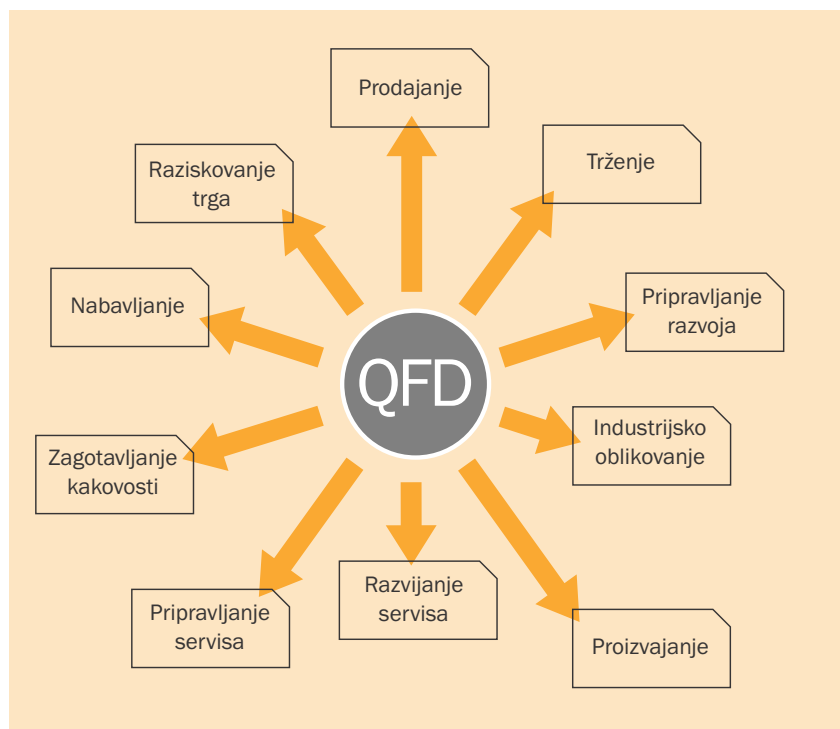 Prodajanje
Trženje
Raziskovanje
trga
Pripravljanje
razvoja
Nabavljanje
QFD
Industrijsko
oblikovanje
Zagotavljanje
kakovosti
Razvijanje
servisa
Pripravljanje
servisa
Proizvajanje